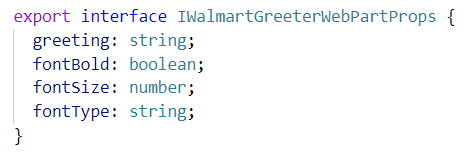 export interface IWalmartGreeterWebPartProps {
  greeting: string;
  fontBold: boolean;
  fontSize: number;
  fontType: string;
}